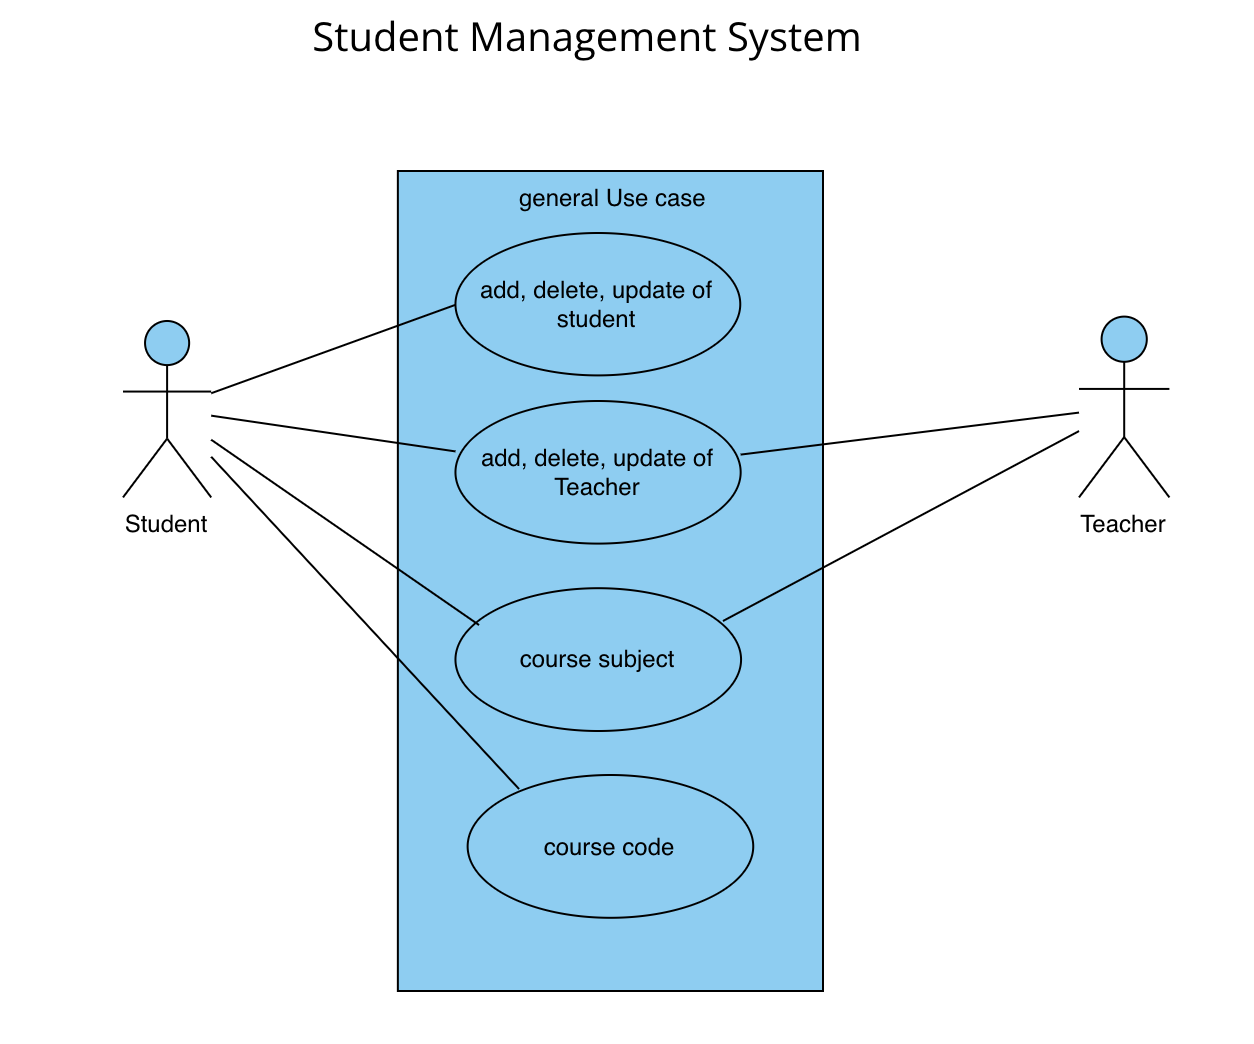 Student Management System
general Use case
add, delete, update of
student
add, delete, update of
Teacher
Student
Teacher
course subject
course code